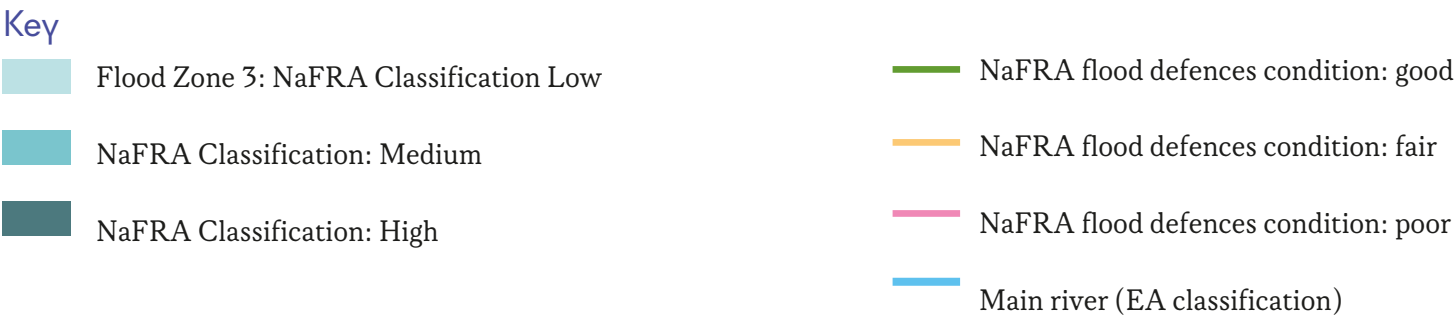 Key
Flood Zone 3: NaFRA Classification Low
NaFRA Classification: Medium
NaFRA Classification: High
NaFRA flood defences condition: good
NaFRA flood defences condition: fair
NaFRA flood defences condition: poor
Main river (EA classification)